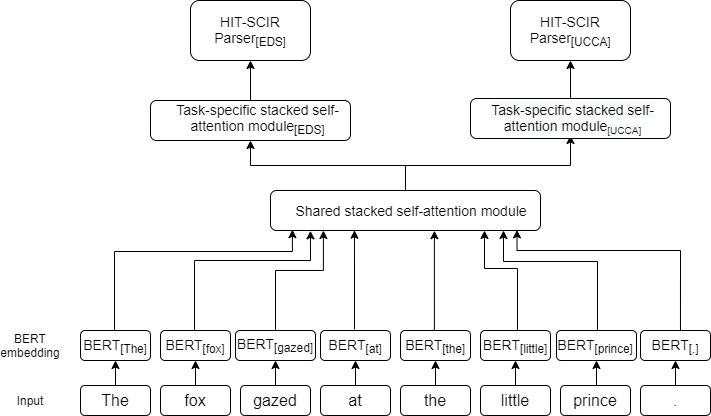 HIT-SCIR
Parser[EDS]
HIT-SCIR
Parser[UCCA]
Task-specific stacked self-
attention module[EDS]
Task-specific stacked self-
attention module[UCCA]
Shared stacked self-attention module
BERT
embedding
BERT[The]
BERT[fox]
BERT[gazed]
BERT[at]
BERT[the]
BERT[little]
BERT[prince]
BERT[.]
Input
The
fox
gazed
at
the
little
prince
.